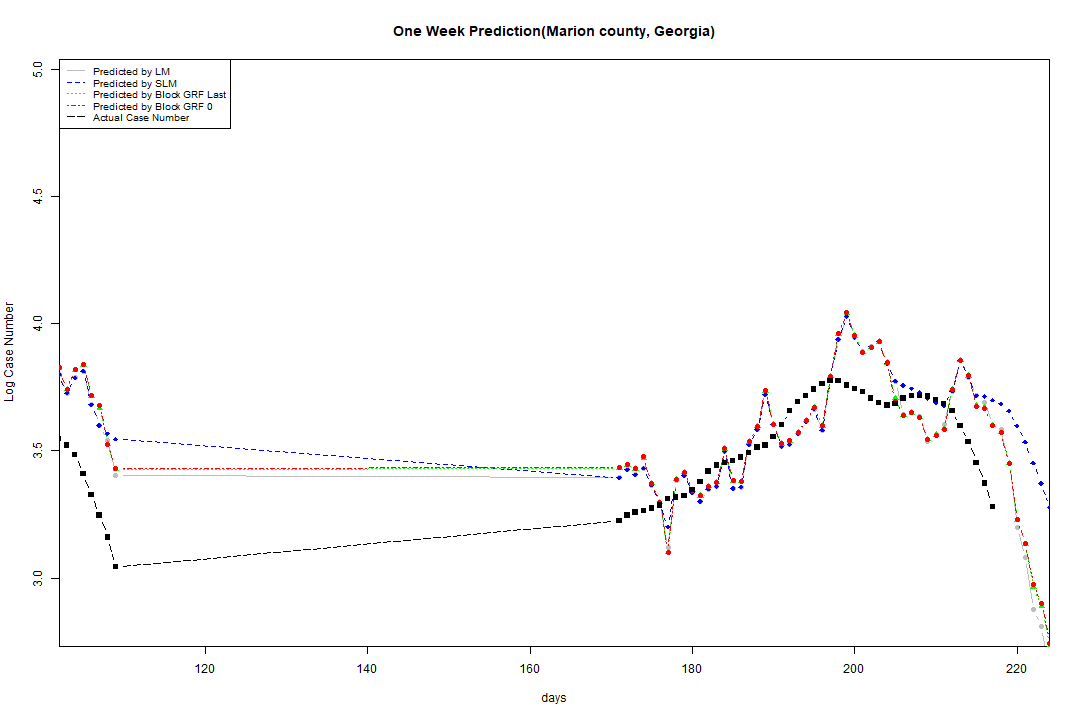 One Week Prediction(Marion county, Georgia)
Predicted by LM
Predicted by SLM
Predicted by Block GRF Last
Predicted by Block GRF 0
Actual Case Number
5.0
4.5
4.0
3.5
3.0
Log Case Number
120 140 160 180 200 220
days